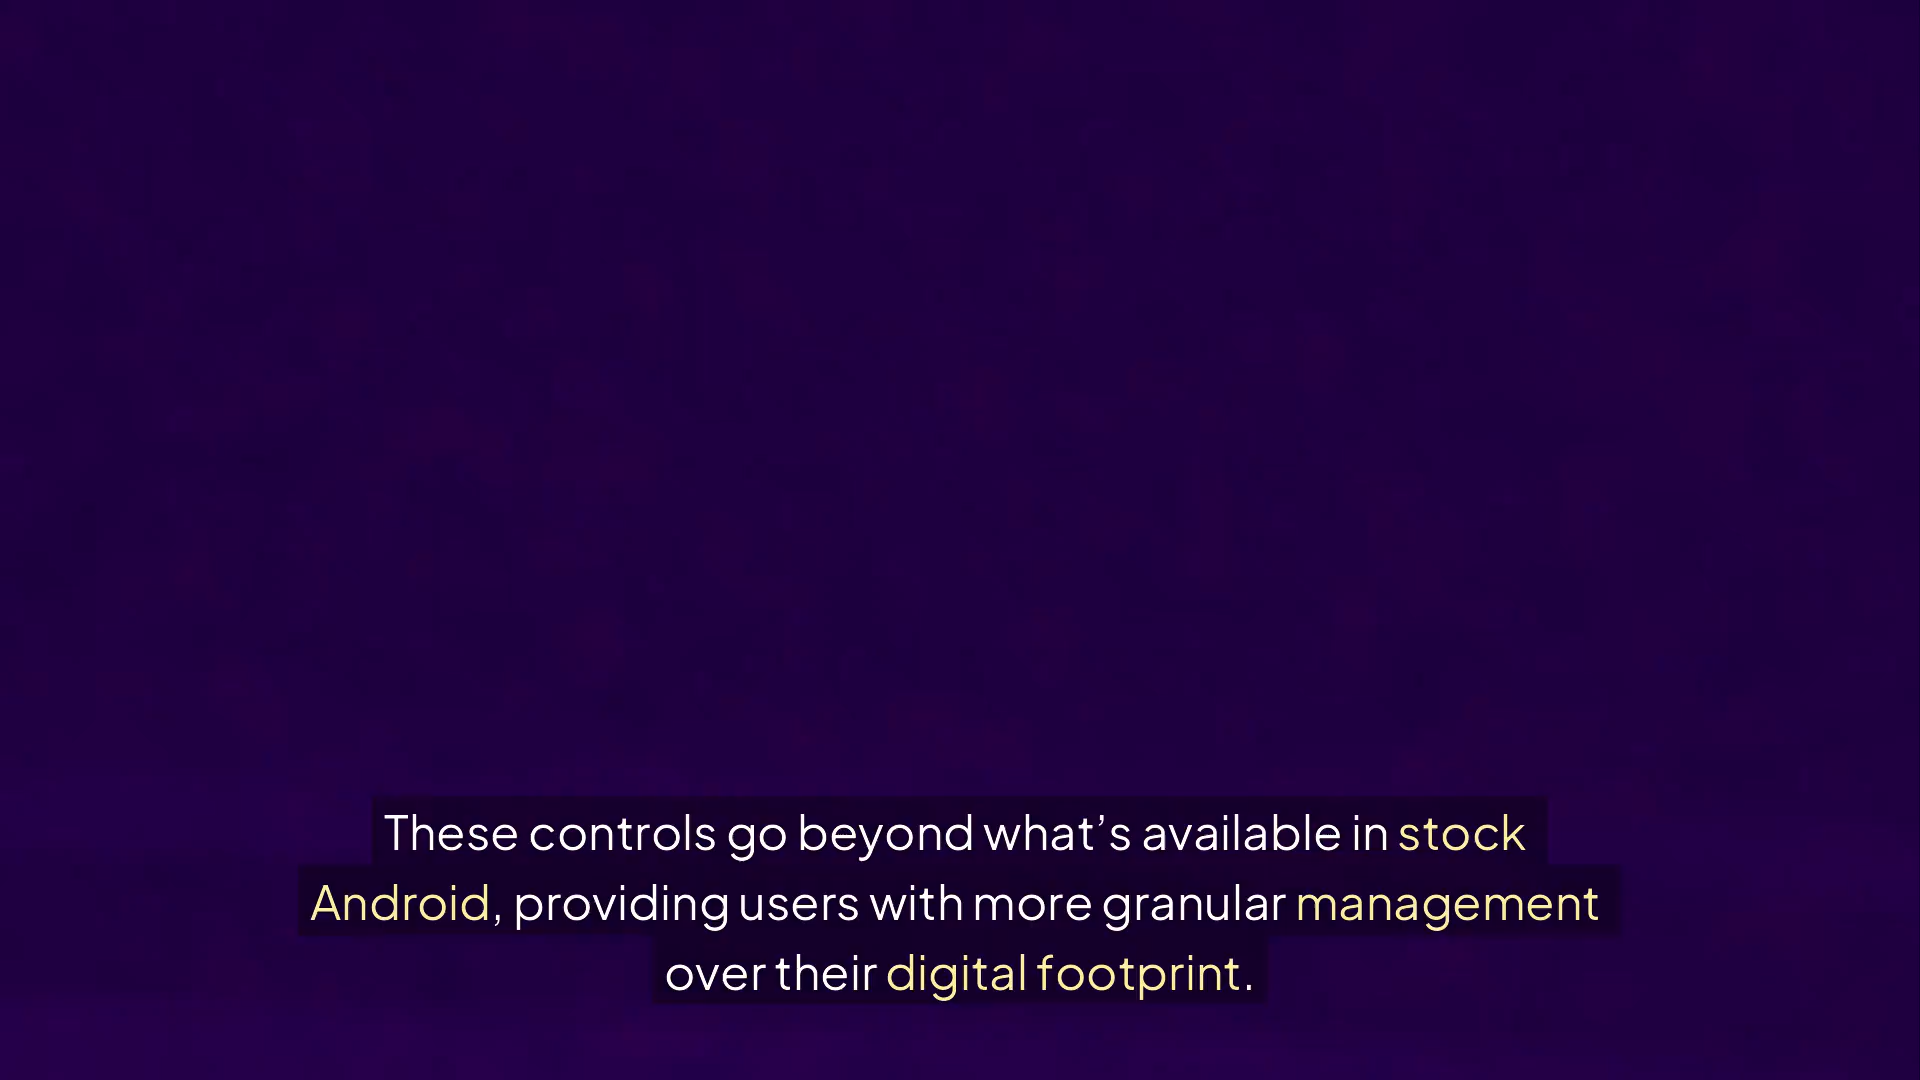 These controls go beyond what’s available in stock
Android, providing users with more granular management
over their digital footprint.